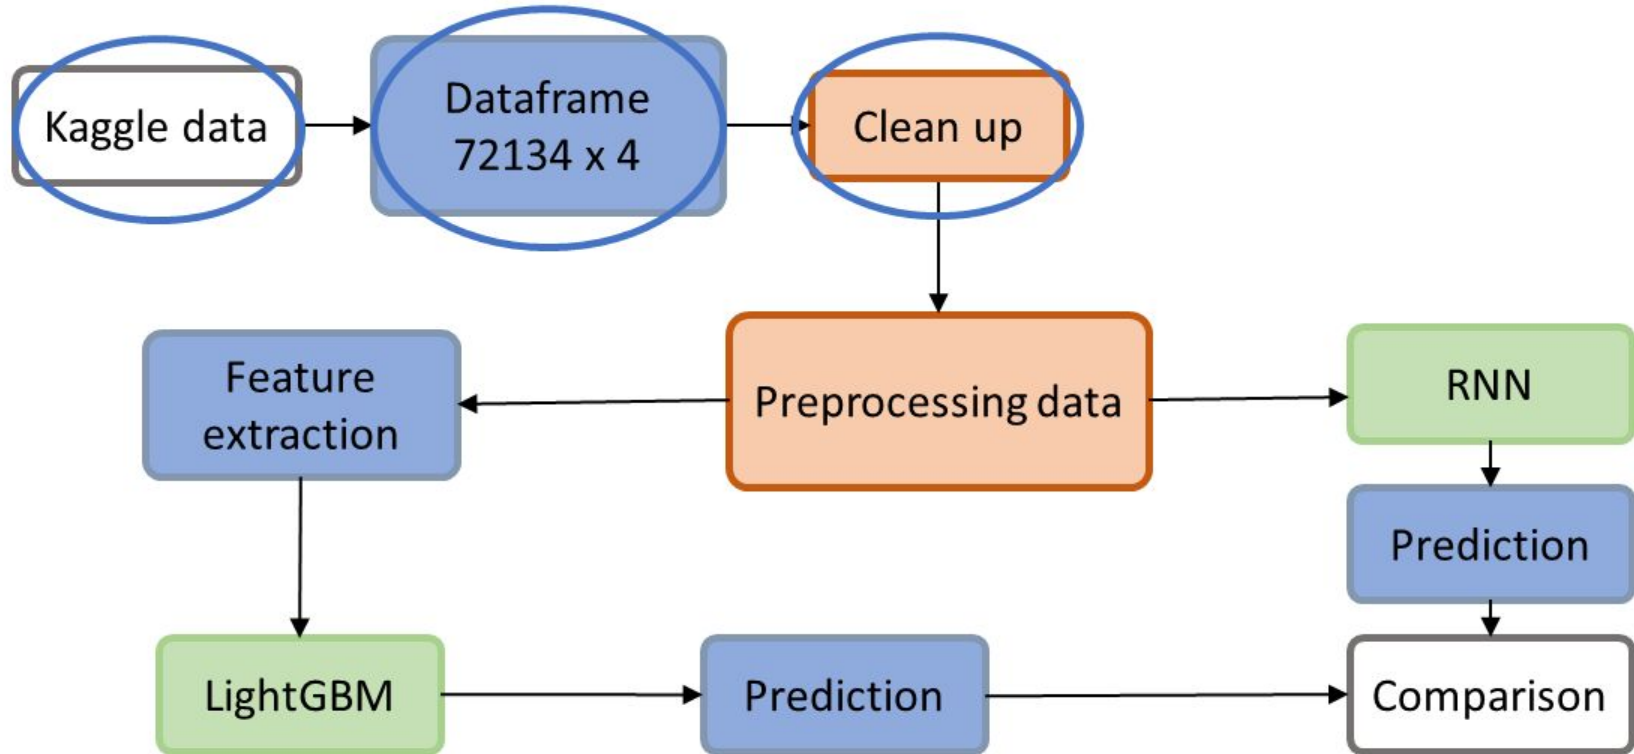 Kaggle data
Dataframe
72134 x 4
Clean up
Feature
extraction
Preprocessing data
RNN
Prediction
LightGBM
Prediction
Comparison